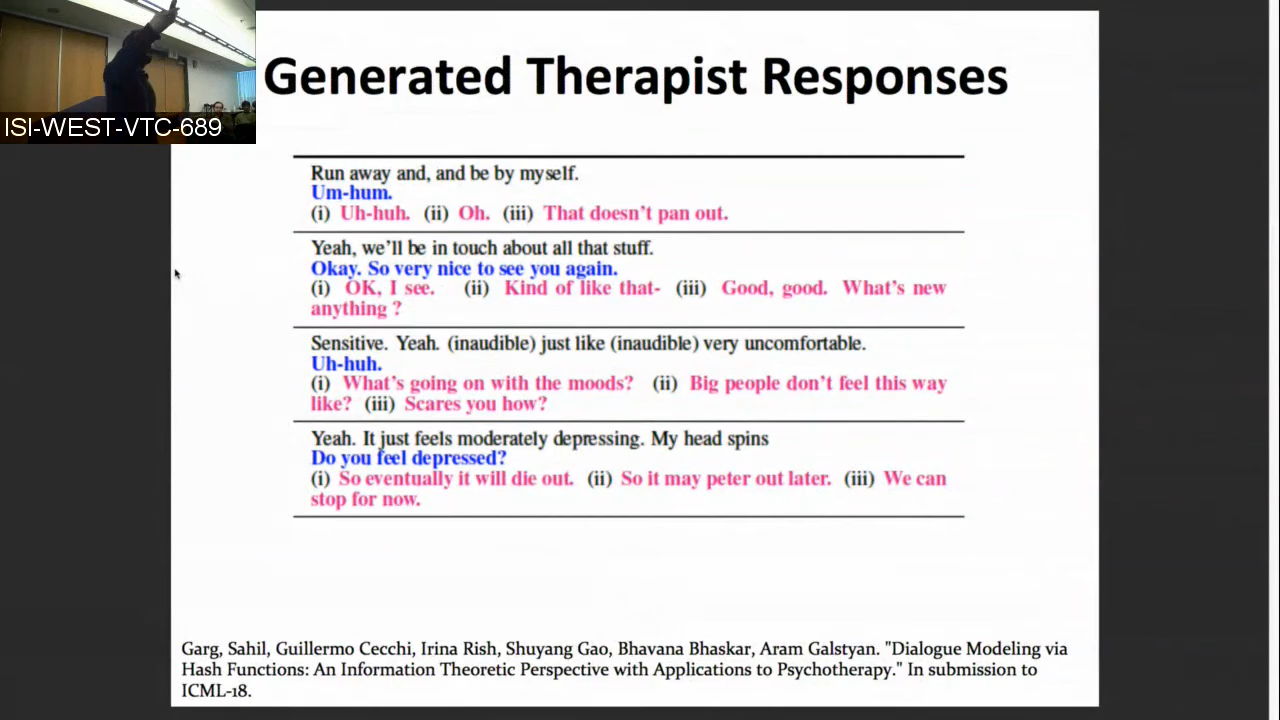 Generated Therapist Responses
ISI-WEST-VTC-689
Run away and, and be by myself.
Um-hum.
(i) Uh-huh. (ii) Oh. (iii) That doesn't pan out.
Yeah, we'll be in touch about all that stuff.
Okay. So very nice to see you again.
(i) OK, I see. (ii) Kind of like that- (iii) Good, good. What's new
anything ?
Sensitive. Yeah. (inaudible) just like (inaudible) very uncomfortable.
Uh-huh.
(i) What's going on with the moods? (ii) Big people don't feel this way
like? (iii) Scares you how?
Yeah. It just feels moderately depressing. My head spins
Do you feel depressed?
(i) So eventually it will die out. (ii) So it may peter out later. (iii) We can
stop for now.
Garg, Sahil, Guillermo Cecchi, Irina Rish, Shuyang Gao, Bhavana Bhaskar, Aram Galstyan. "Dialogue Modeling via
Hash Functions: An Information Theoretic Perspective with Applications to Psychotherapy." In submission to
ICML-18.